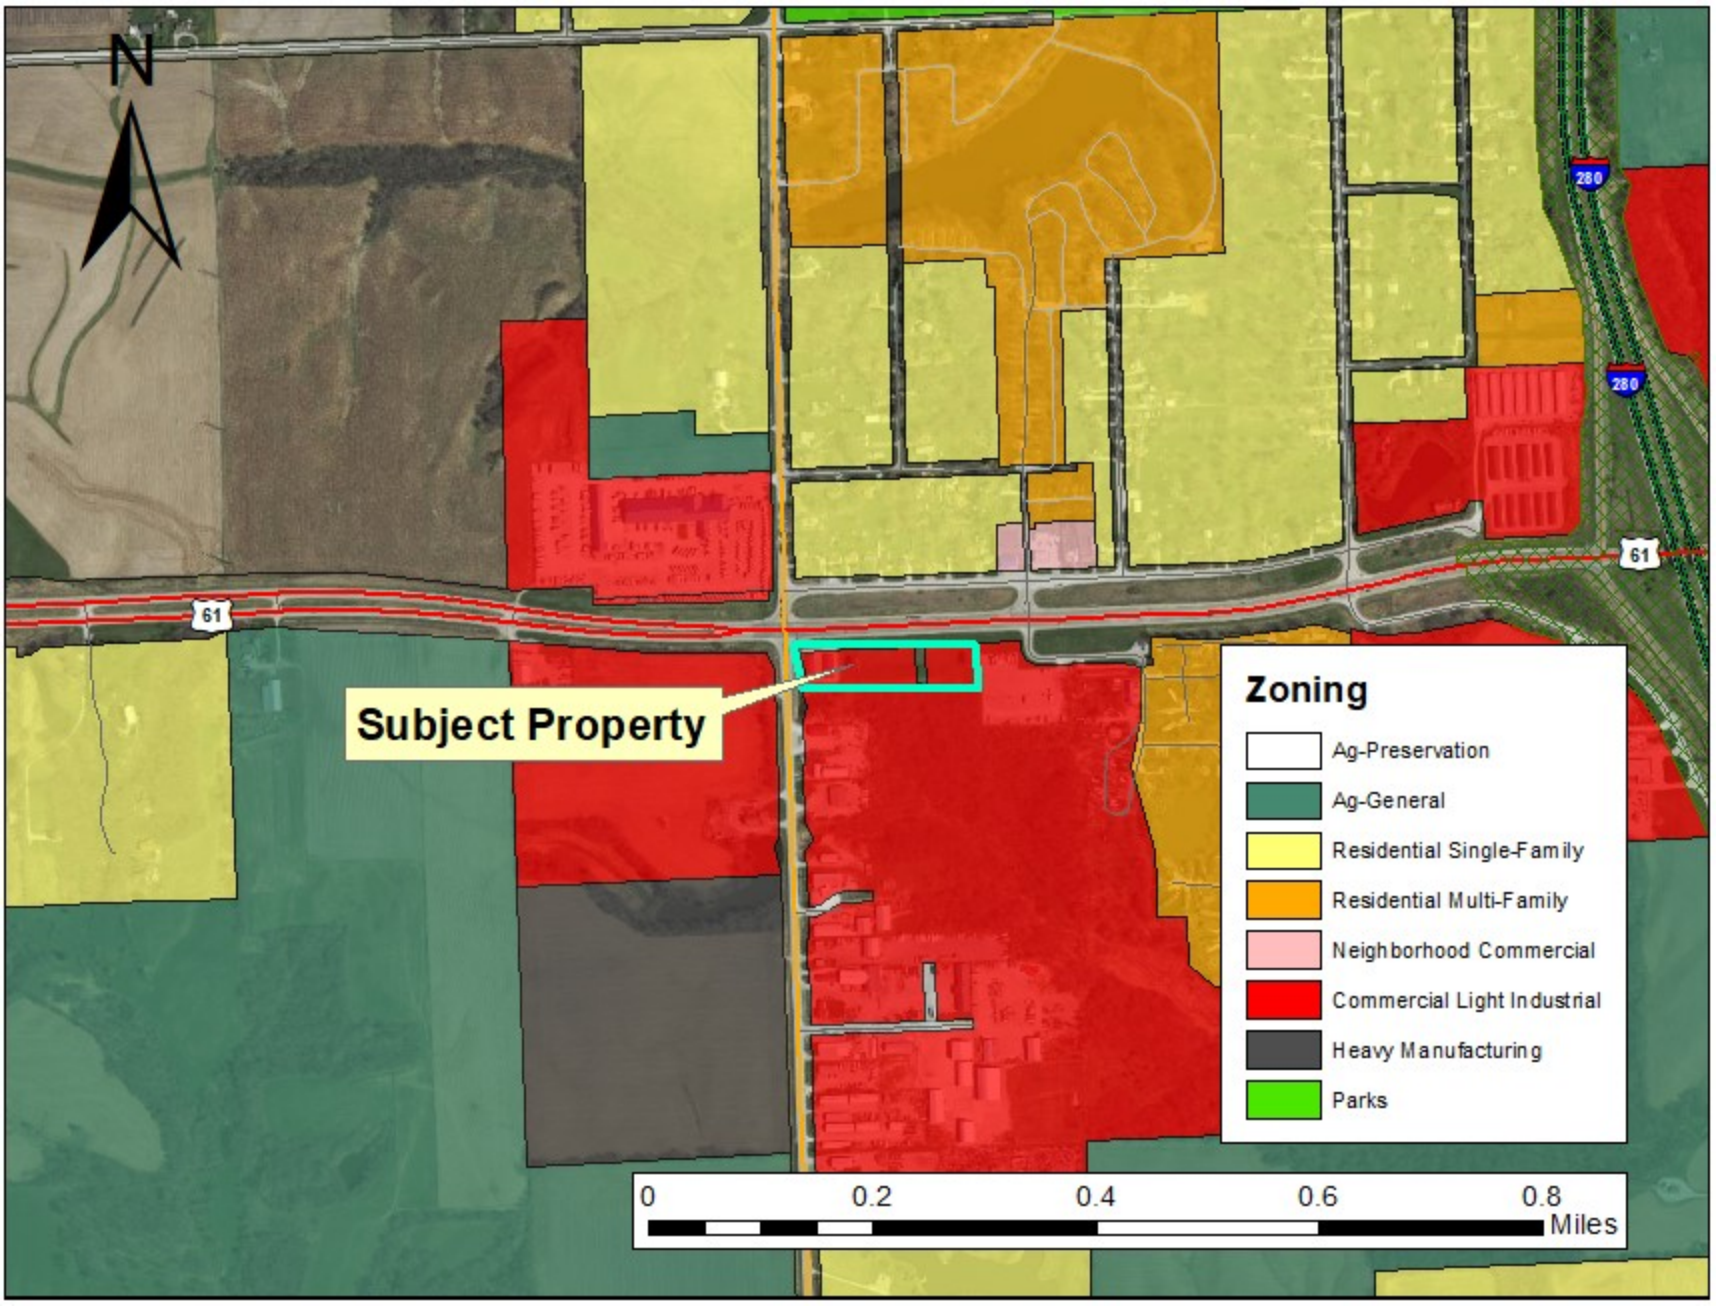 N
280
280
61
61
Subject Property
Zoning
Ag-Preservation
Ag-General
Residential Single-Family
Residential Multi-Family
Neighborhood Commercial
Commercial Light Industrial
Heavy Manufacturing
Parks
0 0.2 0.4 0.6 0.8
Miles